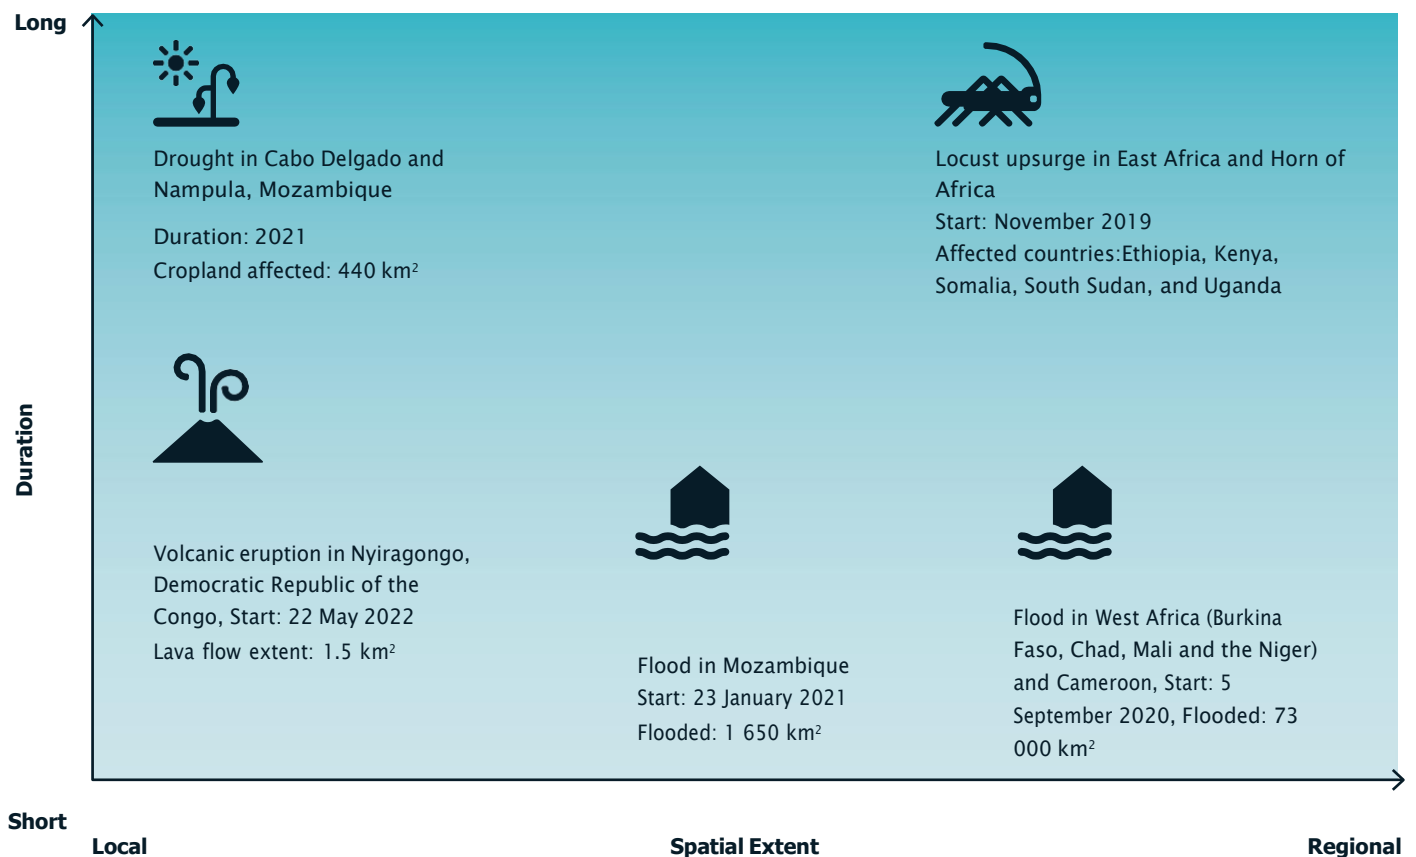 Long
Drought in Cabo Delgado and
Nampula, Mozambique
Duration: 2021
Cropland affected: 440 km²
Locust upsurge in East Africa and Horn of
Africa
Start: November 2019
Affected countries:Ethiopia, Kenya,
Somalia, South Sudan, and Uganda
Duration
Volcanic eruption in Nyiragongo,
Democratic Republic of the
Congo, Start: 22 May 2022
Lava flow extent: 1.5 km²
Flood in Mozambique
Start: 23 January 2021
Flooded: 1 650 km²
Flood in West Africa (Burkina
Faso, Chad, Mali and the Niger)
and Cameroon, Start: 5
September 2020, Flooded: 73
000 km²
Short
Local
Spatial Extent
Regional